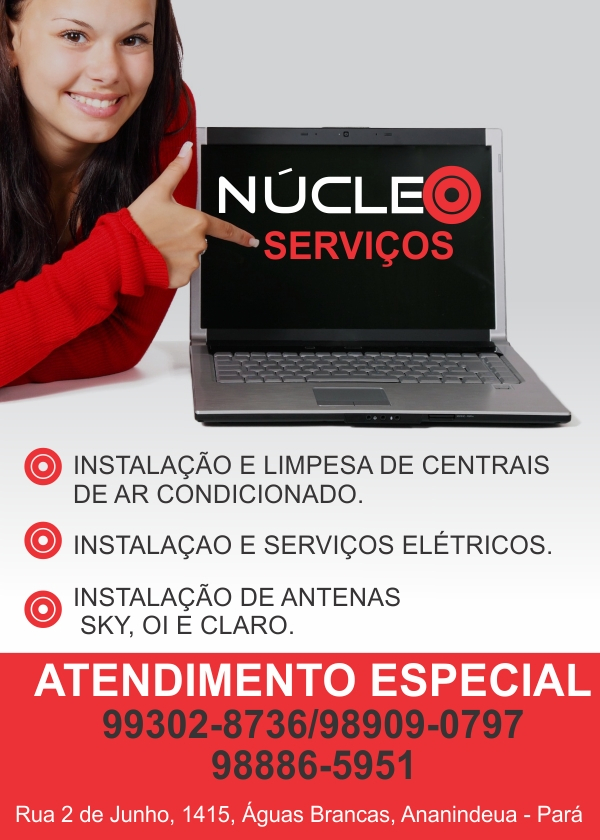 NÚCLEO
SERVIÇOS
INSTALAÇÃO E LIMPESA DE CENTRAIS
DE AR CONDICIONADO.
INSTALAÇAO E SERVIÇOS ELÉTRICOS.
INSTALAÇÃO DE ANTENAS
SKY, OI E CLARO.
ATENDIMENTO ESPECIAL
99302-8736/98909-0797
98886-5951
Rua 2 de Junho, 1415, Águas Brancas, Ananindeua - Pará